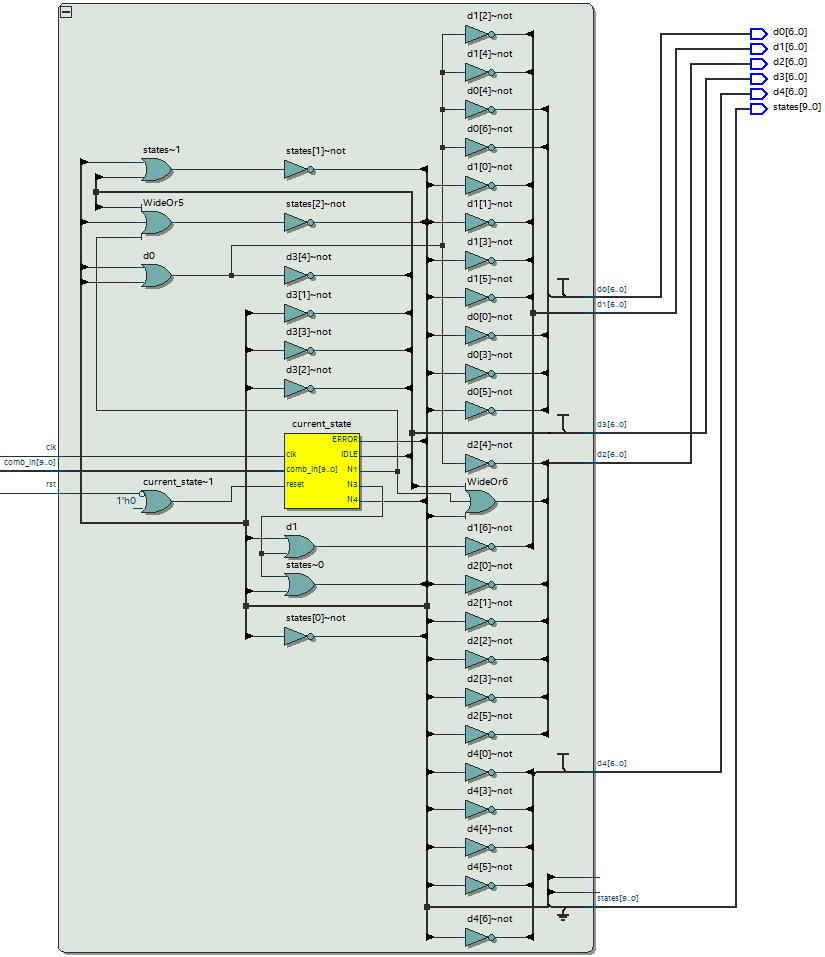 d1[2]~not
d0[6..0]
d1[6..0]
d1[4]~not
d2[6..0]
d3[6..0]
d0[4]~not
d4[6..0]
states[9..0]
d0[6]~not
states~1
states[1]~not
d1[0]~not
WideOr5
states[2]~not
d1[1]~not
d1[3]~not
d0
d3[4]~not
d1[5]~not
d0[6..0]
d3[1]~not
d1[6..0]
d0[0]~not
d3[3]~not
d0[3]~not
d3[2]~not
d0[5]~not
current_state
d3[6..0]
ERROR
clk
clk
IDLE
d2[4]~not
d2[6..0]
comb_in[9..0]
comb_in[9..0]
N1
rst
current_state~1
reset
N3
WideOr6
1'h0
N4
d1
d1[6]~not
states~0
d2[0]~not
d2[1]~not
states[0]~not
d2[2]~not
d2[3]~not
d2[5]~not
d4[0]~not
d4[6..0]
d4[3]~not
d4[4]~not
d4[5]~not
states[9..0]
d4[6]~not